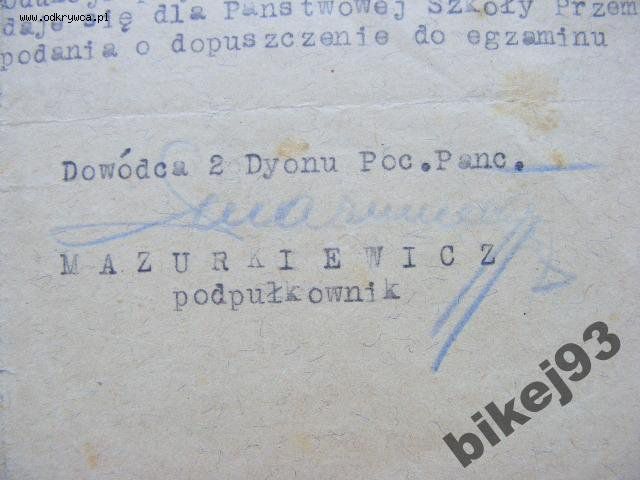 www.odkrywca.pl
daje się dla Państwowej Szkoły Przem
podania o dopuszczenie do egzaminu
Dowódca 2 Dyonu Poc.Panc.
MAZURKIEWICZ
podpułkownik
bikej93